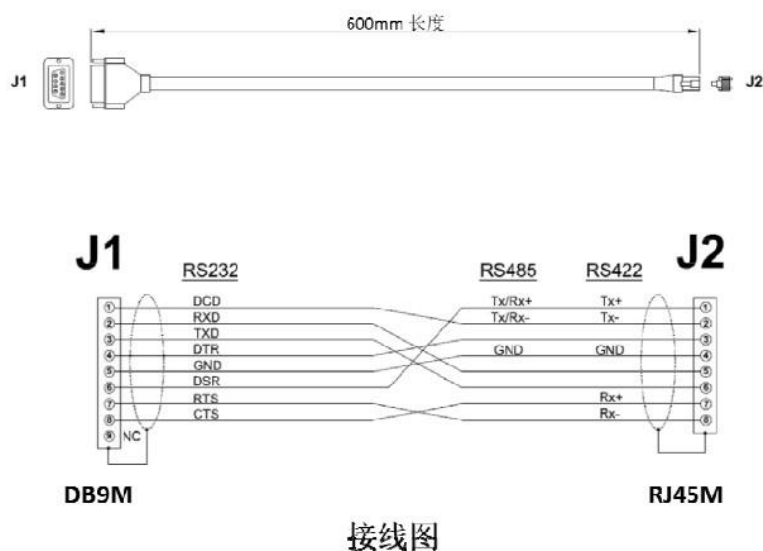 600mm 长度
J1
J2
J1
J2
RS232
RS485
RS422
DCD
Tx/Rx+
Tx+
1
1
RXD
Tx/Rx-
Tx-
2
2
TXD
3
3
DTR
GND
GND
4
4
GND
5
5
DSR
6
6
RTS
Rx+
7
7
CTS
Rx-
8
8
9
NC
DB9M
RJ45M
接线图